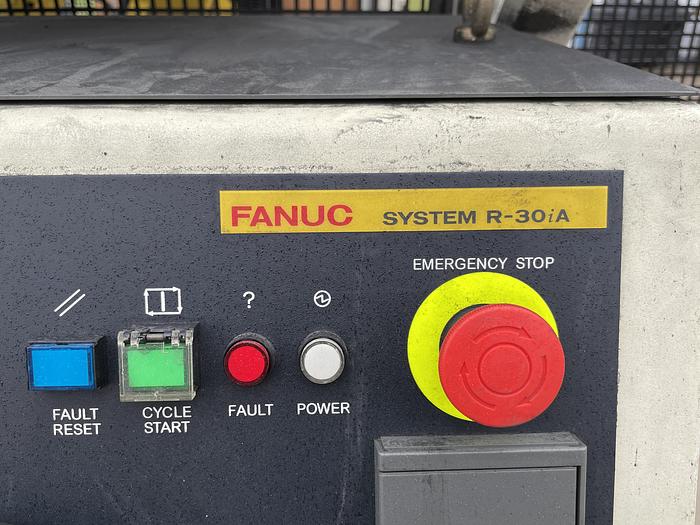 FANUC SYSTEM R-30iA
EMERGENCY STOP
?
FAULT
RESET
CYCLE
START
FAULT
POWER